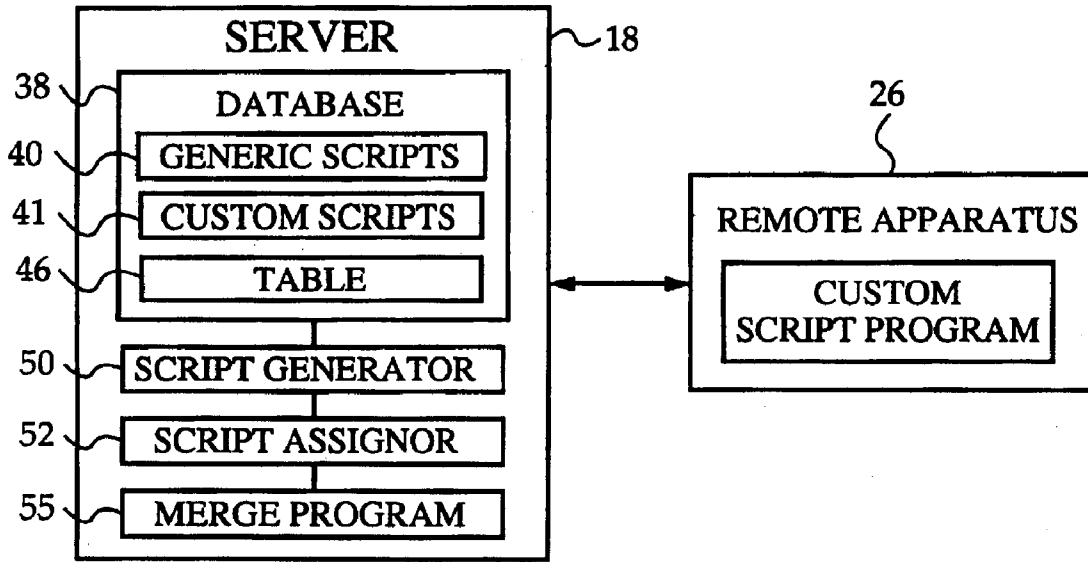 SERVER
18
38
DATABASE
40
GENERIC SCRIPTS
41
CUSTOM SCRIPTS
46
TABLE
50
SCRIPT GENERATOR
52
SCRIPT ASSIGNOR
55
MERGE PROGRAM
26
REMOTE APPARATUS
CUSTOM
SCRIPT PROGRAM